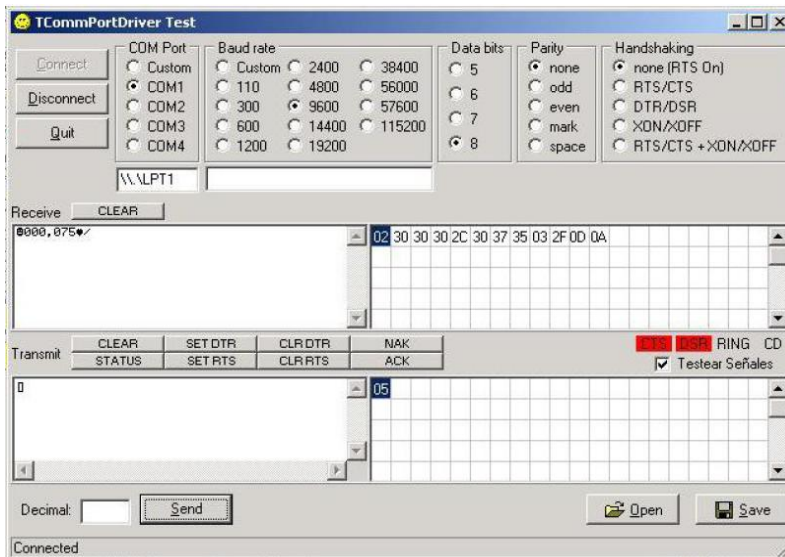 TCommPortDriver Test
Connect
Disconnect
Quit
COM Port
Custom
COM1
COM2
COM3
COM4
\\.\LPT1
Baud rate
Custom 2400 38400
110 4800 56000
300 9600 57600
600 14400 115200
1200 19200
Data bits
5
6
7
8
Parity
none
odd
even
mark
space
Handshaking
none (RTS On)
RTS/CTS
DTR/DSR
XON/XOFF
RTS/CTS + XON/XOFF
Receive CLEAR
☻000,075♥/
02 30 30 30 2C 30 37 35 03 2F 0D 0A
Transmit
CLEAR SET DTR CLR DTR NAK
STATUS SET RTS CLR RTS ACK
CTS DSR RING CD
Testear Señales
05
Decimal: Send Open Save
Connected